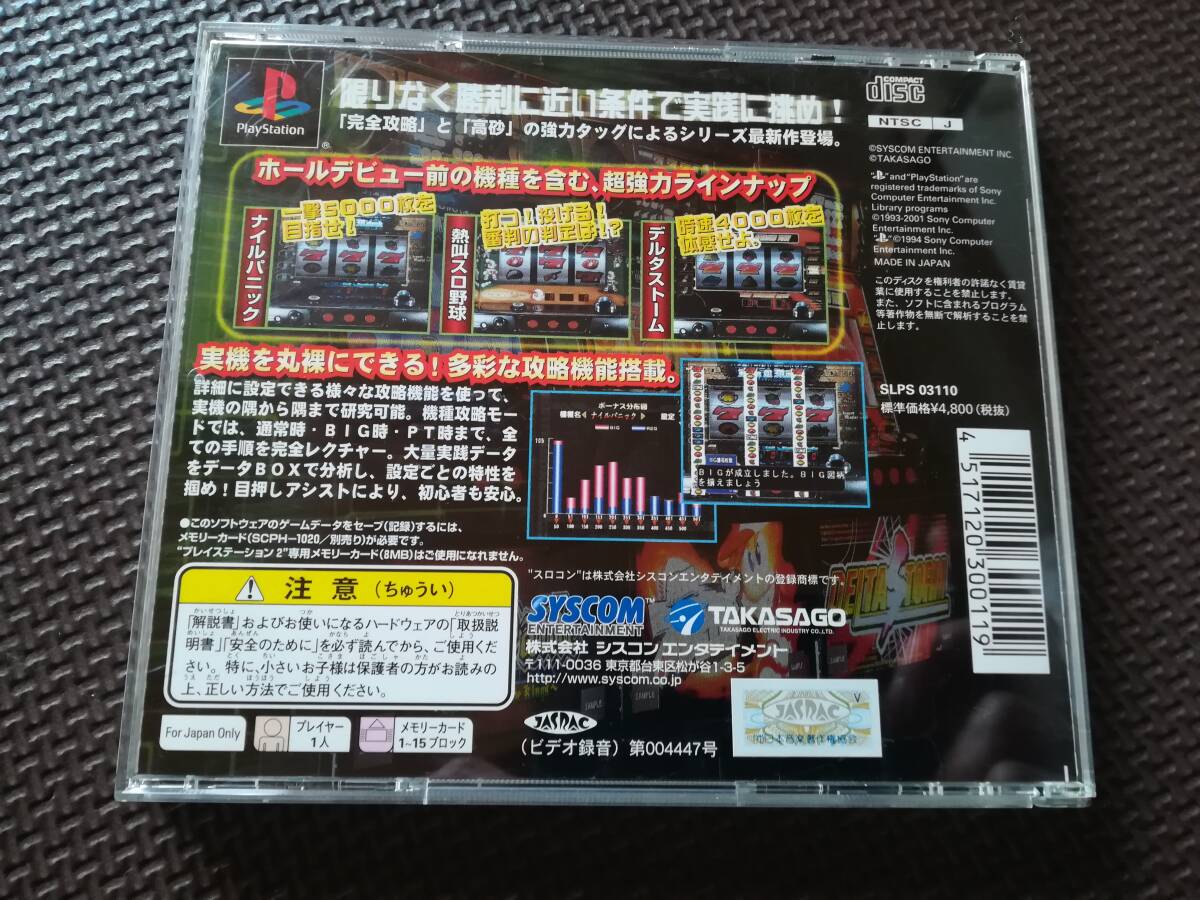 PlayStation
限りなく勝利に近い条件で実践に挑め！
「完全攻略」と「高砂」の強力タッグによるシリーズ最新作登場。
COMPACT
disc
NTSC J
©SYSCOM ENTERTAINMENT INC.
©TAKASAGO
" "and"PlayStation"are
registered trademarks of Sony
Computer Entertainment Inc.
Library programs
©1993-2001 Sony Computer
Entertainment Inc.
" "©1994 Sony Computer
Entertainment Inc.
MADE IN JAPAN
このディスクを権利者の許諾なく賃貸
業に使用することを禁止します。
また、ソフトに含まれるプログラム
等著作物を無断で解析することを禁
止します。
SLPS 03110
標準価格¥4,800（税抜）
4 517120 300119
ホールデビュー前の機種を含む、超強力ラインナップ
ナイルパニック
一撃5000枚を
目指せ！
熱叫スロ野球
打つ！投げる！
審判の判定は！？
デルタストーム
時速4000枚を
体感せよ。
実機を丸裸にできる！多彩な攻略機能搭載。
詳細に設定できる様々な攻略機能を使って、
実機の隅から隅まで研究可能。機種攻略モー
ドでは、通常時・BIG時・PT時まで、全
ての手順を完全レクチャー。大量実践データ
をデータBOXで分析し、設定ごとの特性を
掴め！目押しアシストにより、初心者も安心。
ボーナス分布図
機種名 ナイルパニック 設定
BIG REG
BIGが成立しました。BIG図柄
を揃えましょう
●このソフトウェアのゲームデータをセーブ（記録）するには、
メモリーカード（SCPH-1020／別売り）が必要です。
"プレイステーション 2"専用メモリーカード（8MB）はご使用になれません。
注意（ちゅうい）
「解説書」およびお使いになるハードウェアの「取扱説
明書」「安全のために」を必ず読んでから、ご使用くだ
さい。特に、小さいお子様は保護者の方がお読みの
上、正しい方法でご使用ください。
"スロコン"は株式会社シスコンエンタテイメントの登録商標です。
SYSCOM™
ENTERTAINMENT
TAKASAGO
TAKASAGO ELECTRIC INDUSTRY CO.,LTD.
株式会社 シスコンエンタテイメント
〒111-0036 東京都台東区松が谷1-3-5
http://www.syscom.co.jp
DELTA STORM
SAMPLE
For Japan Only
プレイヤー
1人
メモリーカード
1～15ブロック
JASRAC
（ビデオ録音）第004447号
JASRAC